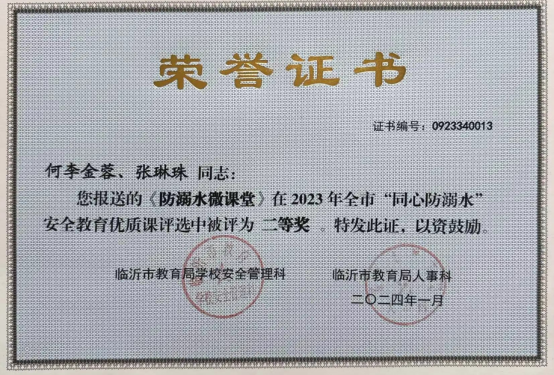 荣誉证书
证书编号：0923340013
何李金蓉、张琳珠 同志：
您报送的《防溺水微课堂》在2023年全市“同心防溺水”
安全教育优质课评选中被评为 二等奖 。特发此证，以资鼓励。
临沂市教育局学校安全管理科 临沂市教育局人事科
二〇二四年一月